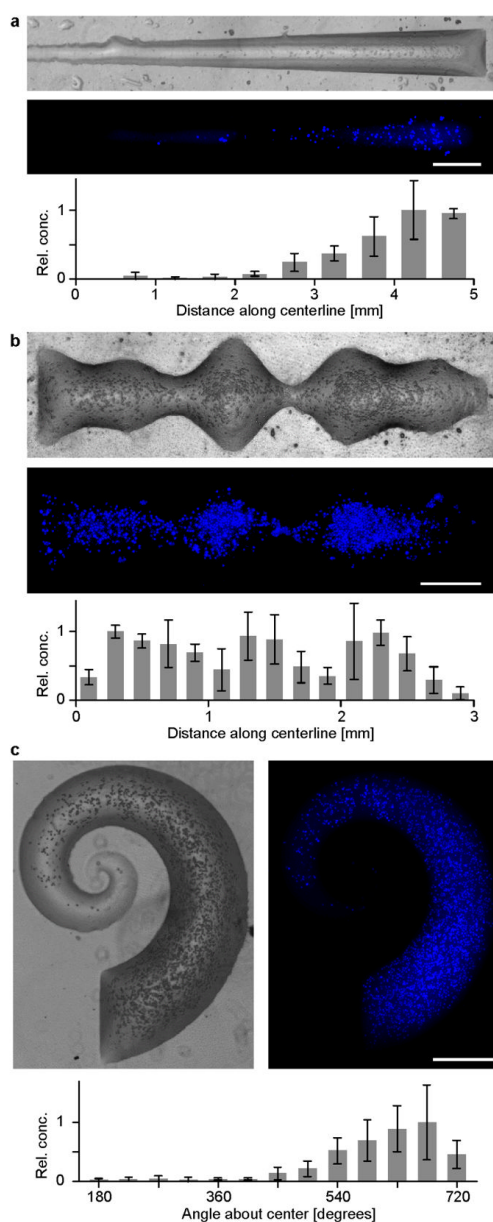 a
Rel. conc.
1
0
0 1 2 3 4 5
Distance along centerline [mm]
b
Rel. conc.
1
0
0 1 2 3
Distance along centerline [mm]
c
Rel. conc.
1
0
180 360 540 720
Angle about center [degrees]